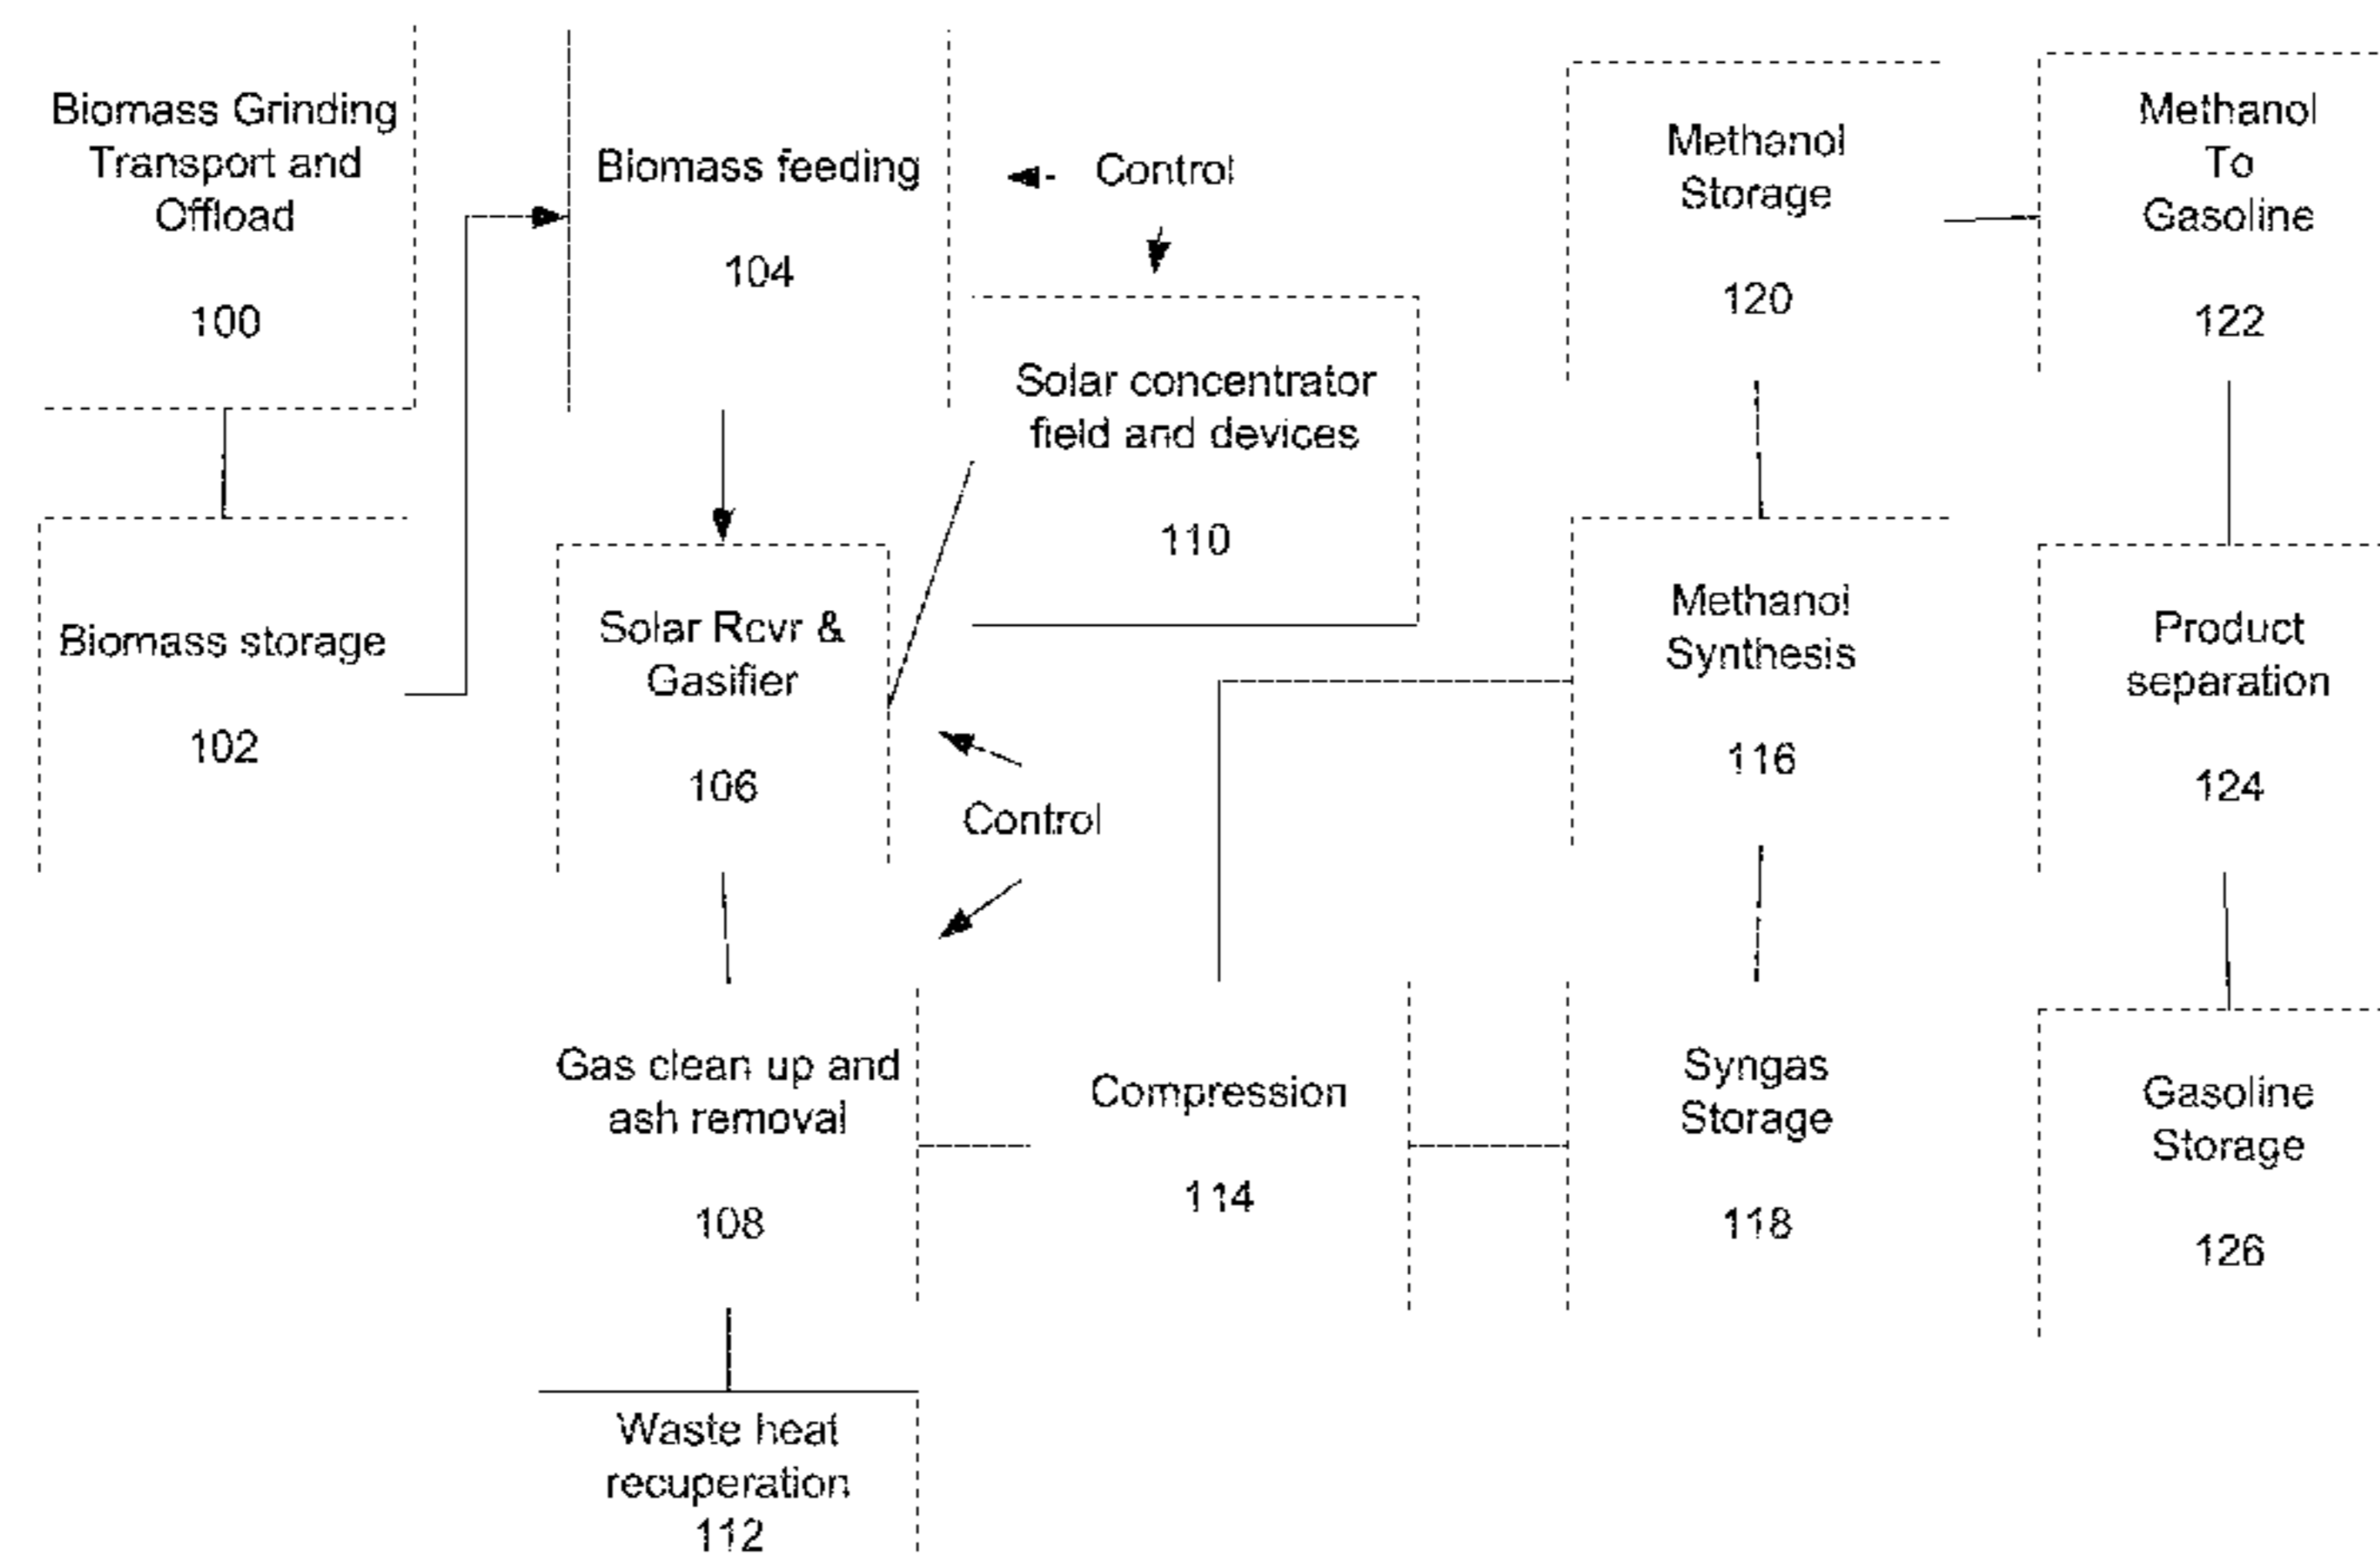 Biomass Grinding
Transport and
Offload
100
Biomass storage
102
Biomass feeding
104
Control
Solar concentrator
field and devices
110
Solar Rcvr &
Gasifier
106
Control
Gas clean up and
ash removal
108
Waste heat
recuperation
112
Compression
114
Methanol
Storage
120
Methanol
Synthesis
116
Syngas
Storage
118
Methanol
To
Gasoline
122
Product
separation
124
Gasoline
Storage
126